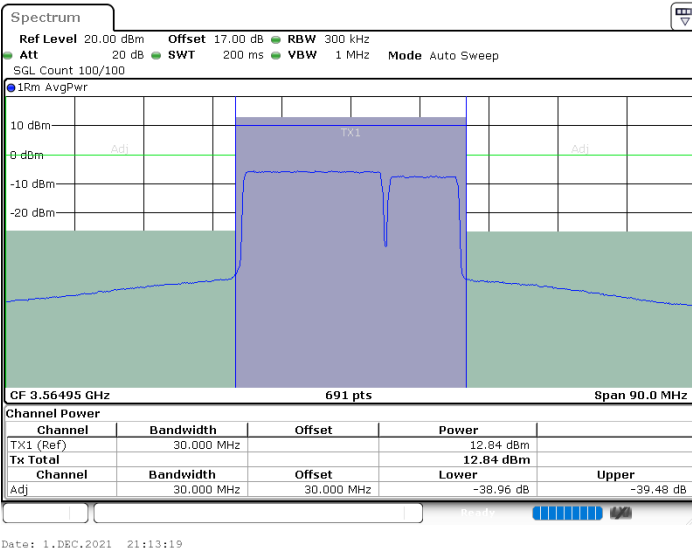 Spectrum
Ref Level 20.00 dBm Offset 17.00 dB RBW 300 kHz
Att 20 dB SWT 200 ms VBW 1 MHz Mode Auto Sweep
SGL Count 100/100
1Rm AvgPwr
10 dBm
TX1
Adj Adj
0 dBm
-10 dBm
-20 dBm
CF 3.56495 GHz 691 pts Span 90.0 MHz
Channel Power
Channel Bandwidth Offset Power
TX1 (Ref) 30.000 MHz 12.84 dBm
Tx Total 12.84 dBm
Channel Bandwidth Offset Lower Upper
Adj 30.000 MHz 30.000 MHz -38.96 dB -39.48 dB
Ready
Date: 1.DEC.2021 21:13:19